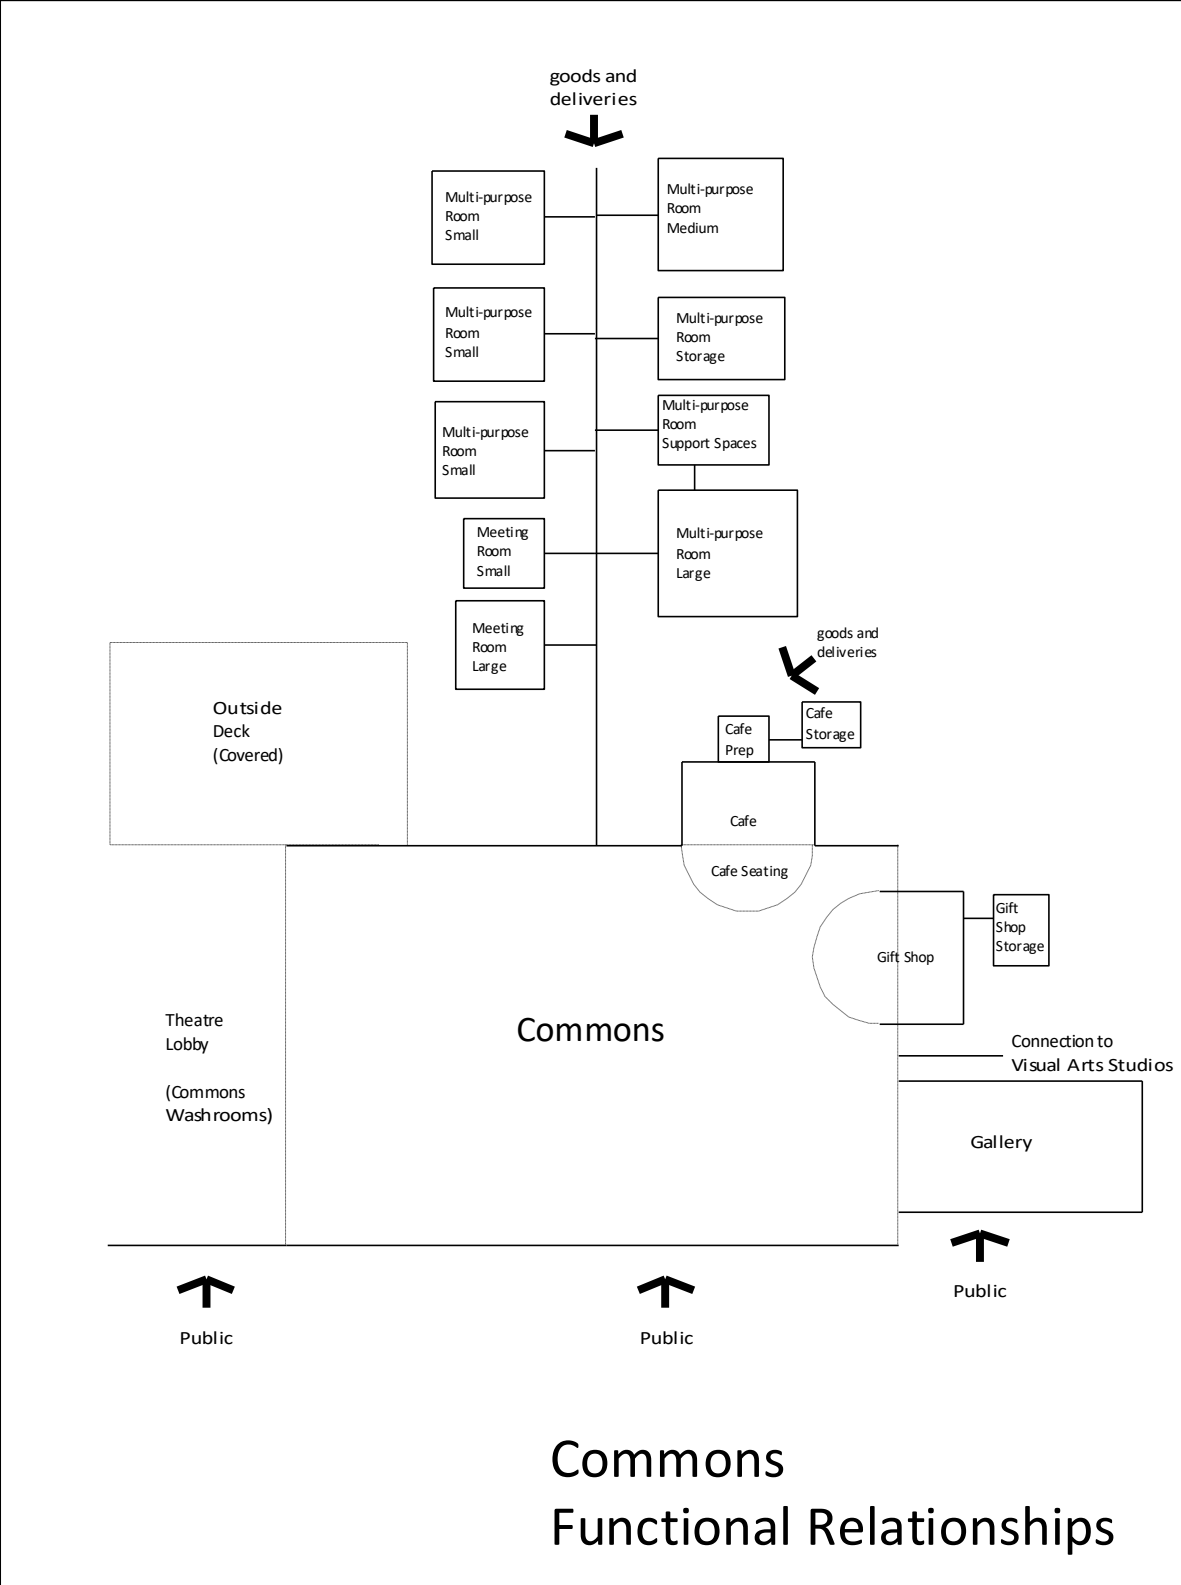 goods and
deliveries
Multi-purpose
Room
Small
Multi-purpose
Room
Medium
Multi-purpose
Room
Small
Multi-purpose
Room
Storage
Multi-purpose
Room
Small
Multi-purpose
Room
Support Spaces
Meeting
Room
Small
Multi-purpose
Room
Large
Meeting
Room
Large
goods and
deliveries
Outside
Deck
(Covered)
Cafe
Prep
Cafe
Storage
Cafe
Cafe Seating
Gift Shop
Gift
Shop
Storage
Theatre
Lobby
(Commons
Washrooms)
Commons
Connection to
Visual Arts Studios
Gallery
Public
Public
Public
Commons
Functional Relationships